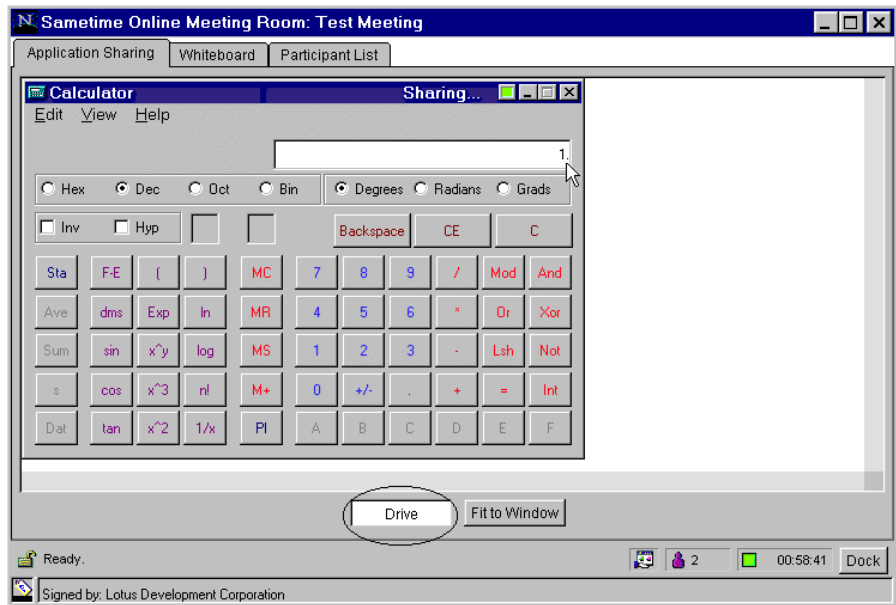 Sametime Online Meeting Room: Test Meeting
Application Sharing Whiteboard Participant List
Calculator Sharing...
Edit View Help
1.
Hex Dec Oct Bin Degrees Radians Grads
Inv Hyp Backspace CE C
Sta F-E ( ) MC 7 8 9 / Mod And
Ave dms Exp ln MR 4 5 6 * Or Xor
Sum sin x^y log MS 1 2 3 - Lsh Not
s cos x^3 n! M+ 0 +/- . + = Int
Dat tan x^2 1/x PI A B C D E F
Drive Fit to Window
Ready. 2 00:58:41 Dock
Signed by: Lotus Development Corporation